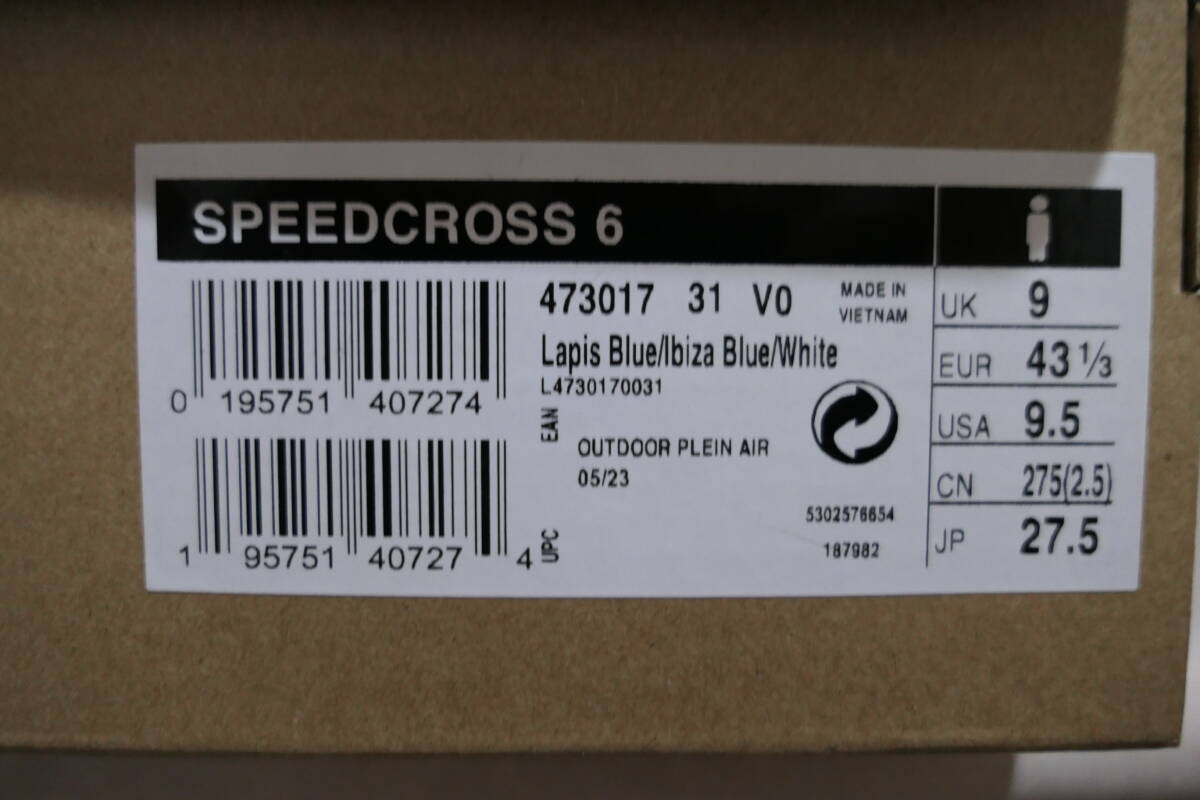 SPEEDCROSS 6
473017 31 V0
MADE IN
VIETNAM
Lapis Blue/Ibiza Blue/White
L4730170031
0 195751 407274
EAN
OUTDOOR PLEIN AIR
05/23
5302576654
187982
1 95751 40727 4
UPC
UK 9
EUR 43 1/3
USA 9.5
CN 275(2.5)
JP 27.5